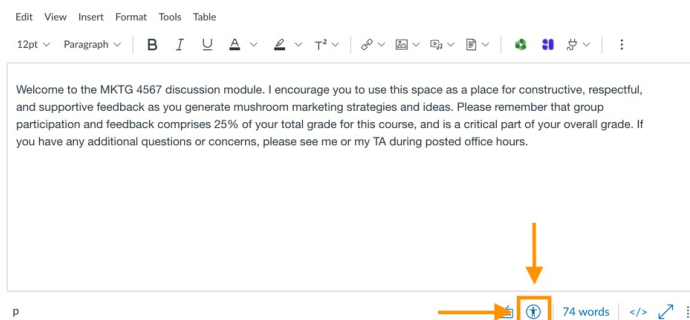 Edit View Insert Format Tools Table
12pt Paragraph B I U A T²
Welcome to the MKTG 4567 discussion module. I encourage you to use this space as a place for constructive, respectful,
and supportive feedback as you generate mushroom marketing strategies and ideas. Please remember that group
participation and feedback comprises 25% of your total grade for this course, and is a critical part of your overall grade. If
you have any additional questions or concerns, please see me or my TA during posted office hours.
p 74 words </>